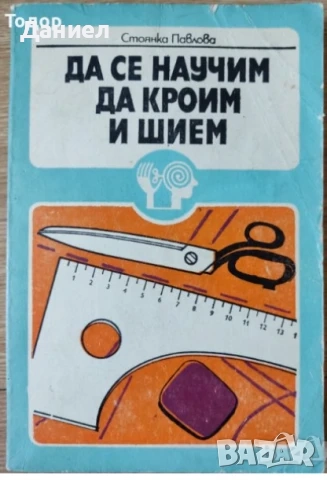 Тодор
Даниел
Стоянка Павлова
ДА СЕ НАУЧИМ
ДА КРОИМ
И ШИЕМ
1 2 3 4 5 6 7 8 9 10 11 12 13
BAZAR